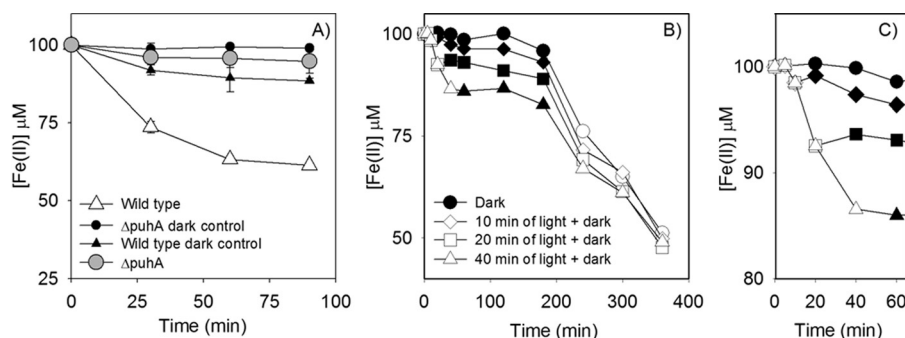 A)
100
75
50
25
[Fe(II)] μM
Wild type
ΔpuhA dark control
Wild type dark control
ΔpuhA
0 25 50 75 100
Time (min)
B)
100
75
50
[Fe(II)] μM
Dark
10 min of light + dark
20 min of light + dark
40 min of light + dark
0 100 200 300 400
Time (min)
C)
100
90
80
[Fe(II)] μM
0 20 40 60
Time (min)